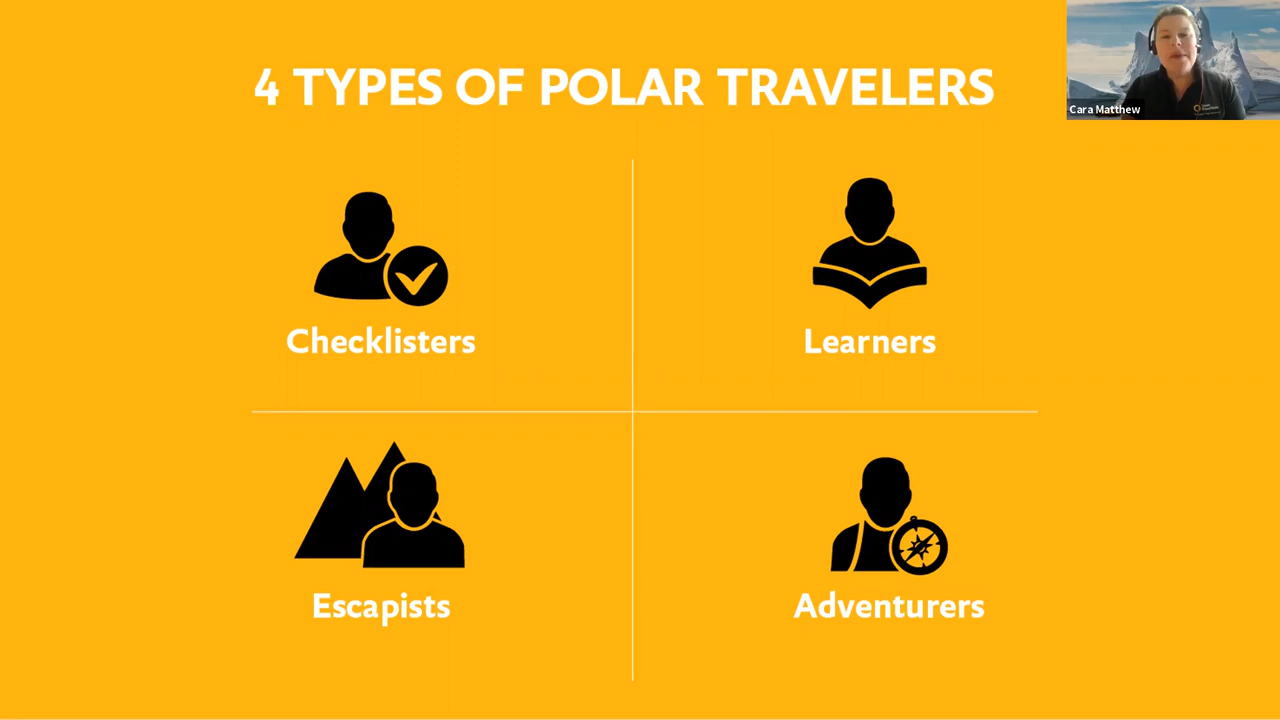 4 TYPES OF POLAR TRAVELERS
Cara Matthew
Checklisters
Learners
Escapists
Adventurers